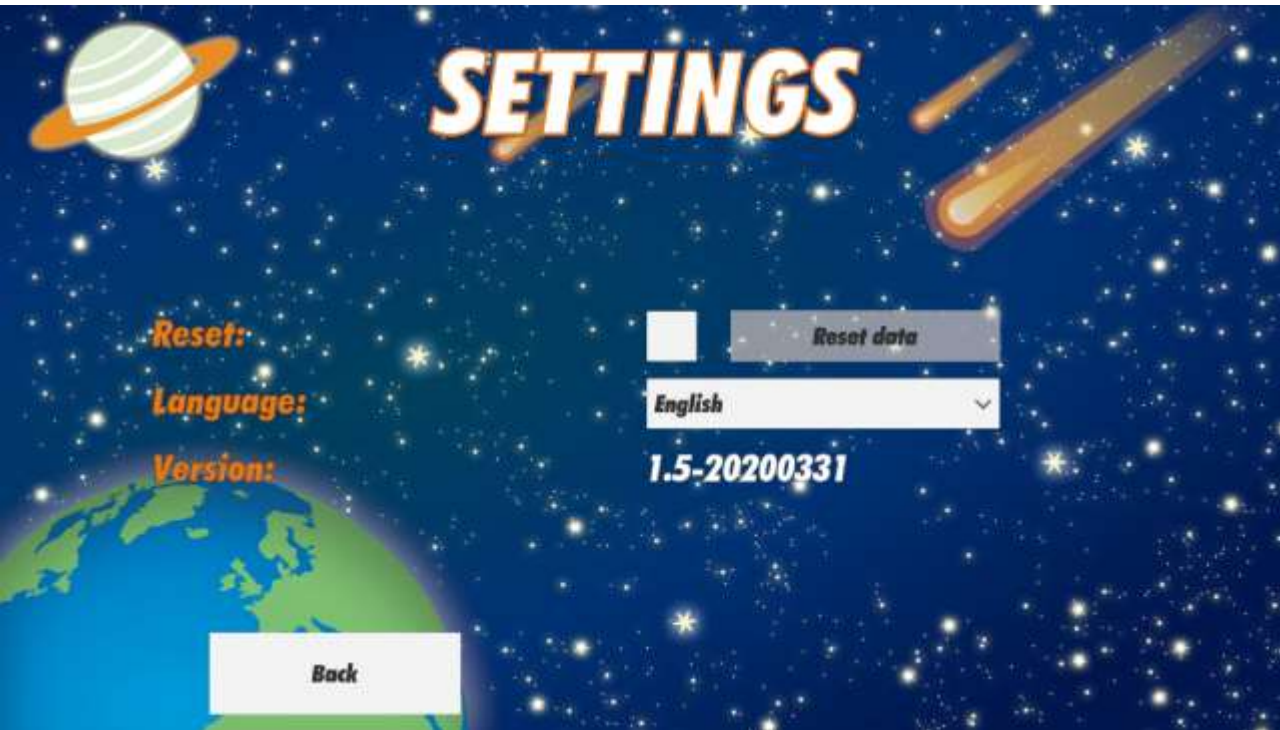 SETTINGS
Reset: Reset data
Language: English
Version: 1.5-20200331
Back